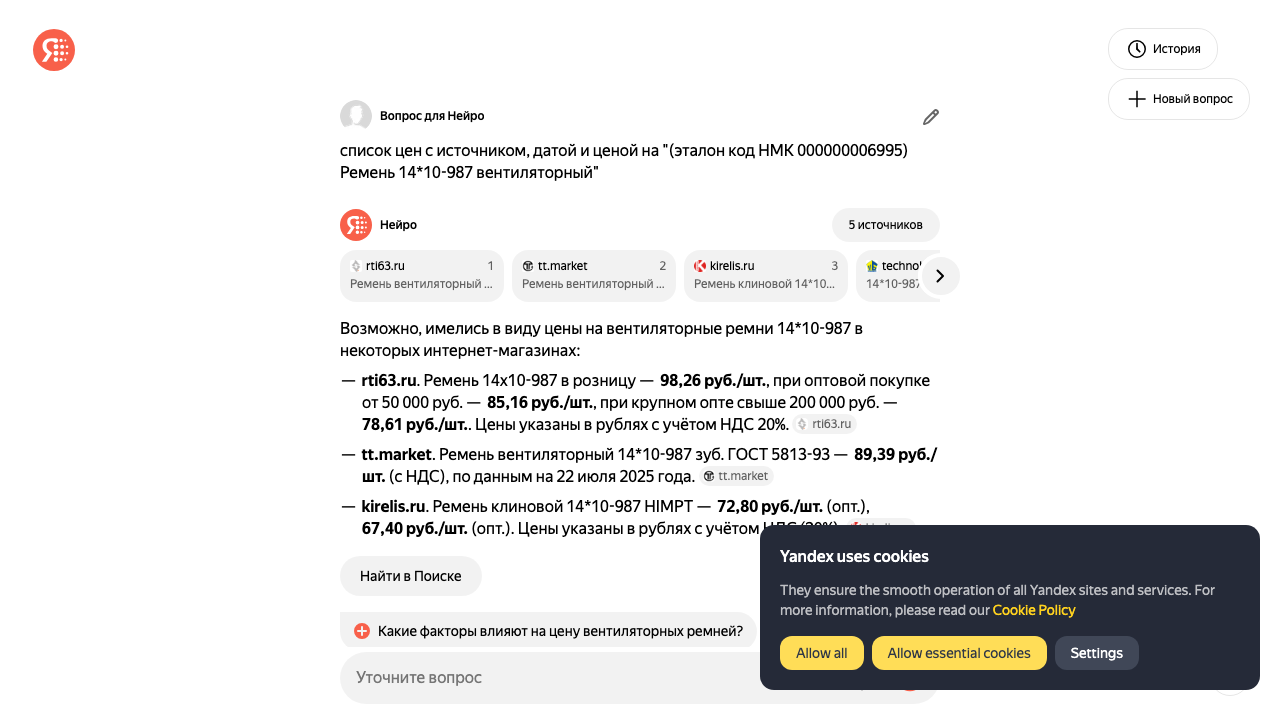 История
Новый вопрос
Вопрос для Нейро
список цен с источником, датой и ценой на "(эталон код НМК 000000006995)
Ремень 14*10-987 вентиляторный"
Нейро
5 источников
rti63.ru 1
Ремень вентиляторный ...
tt.market 2
Ремень вентиляторный ...
kirelis.ru 3
Ремень клиновой 14*10...
technol
14*10-987
Возможно, имелись в виду цены на вентиляторные ремни 14*10-987 в
некоторых интернет-магазинах:
— rti63.ru. Ремень 14х10-987 в розницу — 98,26 руб./шт., при оптовой покупке
от 50 000 руб. — 85,16 руб./шт., при крупном опте свыше 200 000 руб. —
78,61 руб./шт.. Цены указаны в рублях с учётом НДС 20%. rti63.ru
— tt.market. Ремень вентиляторный 14*10-987 зуб. ГОСТ 5813-93 — 89,39 руб./
шт. (с НДС), по данным на 22 июля 2025 года. tt.market
— kirelis.ru. Ремень клиновой 14*10-987 HIMPT — 72,80 руб./шт. (опт.),
67,40 руб./шт. (опт.). Цены указаны в рублях с учётом НДС (20%).
Найти в Поиске
Какие факторы влияют на цену вентиляторных ремней?
Уточните вопрос
Yandex uses cookies
They ensure the smooth operation of all Yandex sites and services. For
more information, please read our Cookie Policy
Allow all
Allow essential cookies
Settings